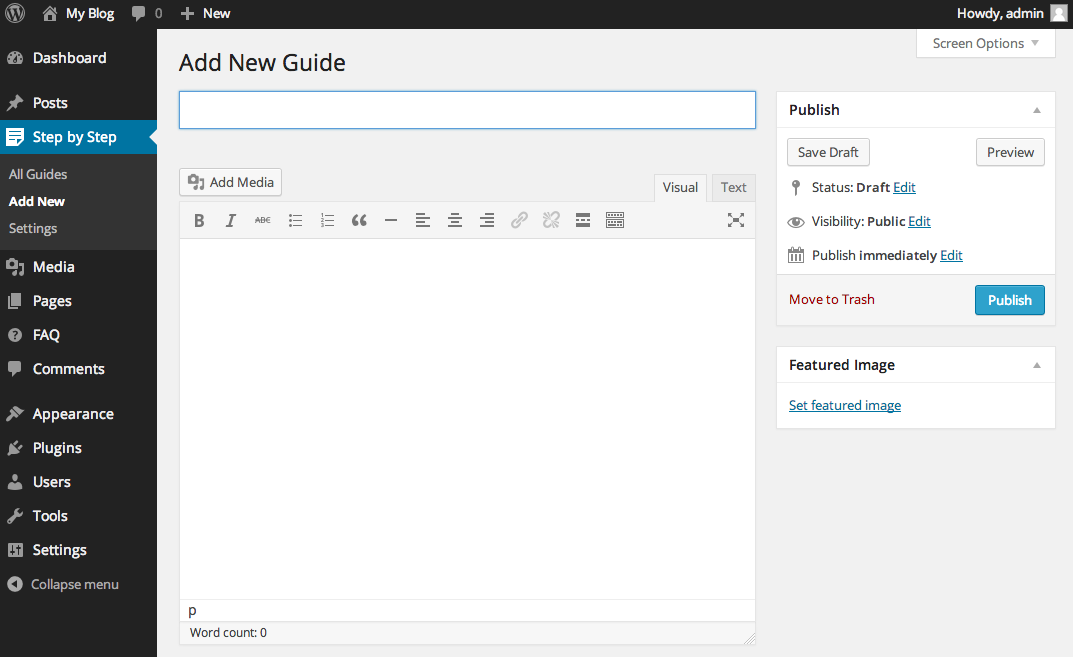 My Blog 0 New Howdy, admin
Screen Options
Dashboard
Posts
Step by Step
All Guides
Add New
Settings
Media
Pages
FAQ
Comments
Appearance
Plugins
Users
Tools
Settings
Collapse menu
Add New Guide
Add Media
Visual Text
B I ABC
p
Word count: 0
Publish
Save Draft Preview
Status: Draft Edit
Visibility: Public Edit
Publish immediately Edit
Move to Trash Publish
Featured Image
Set featured image